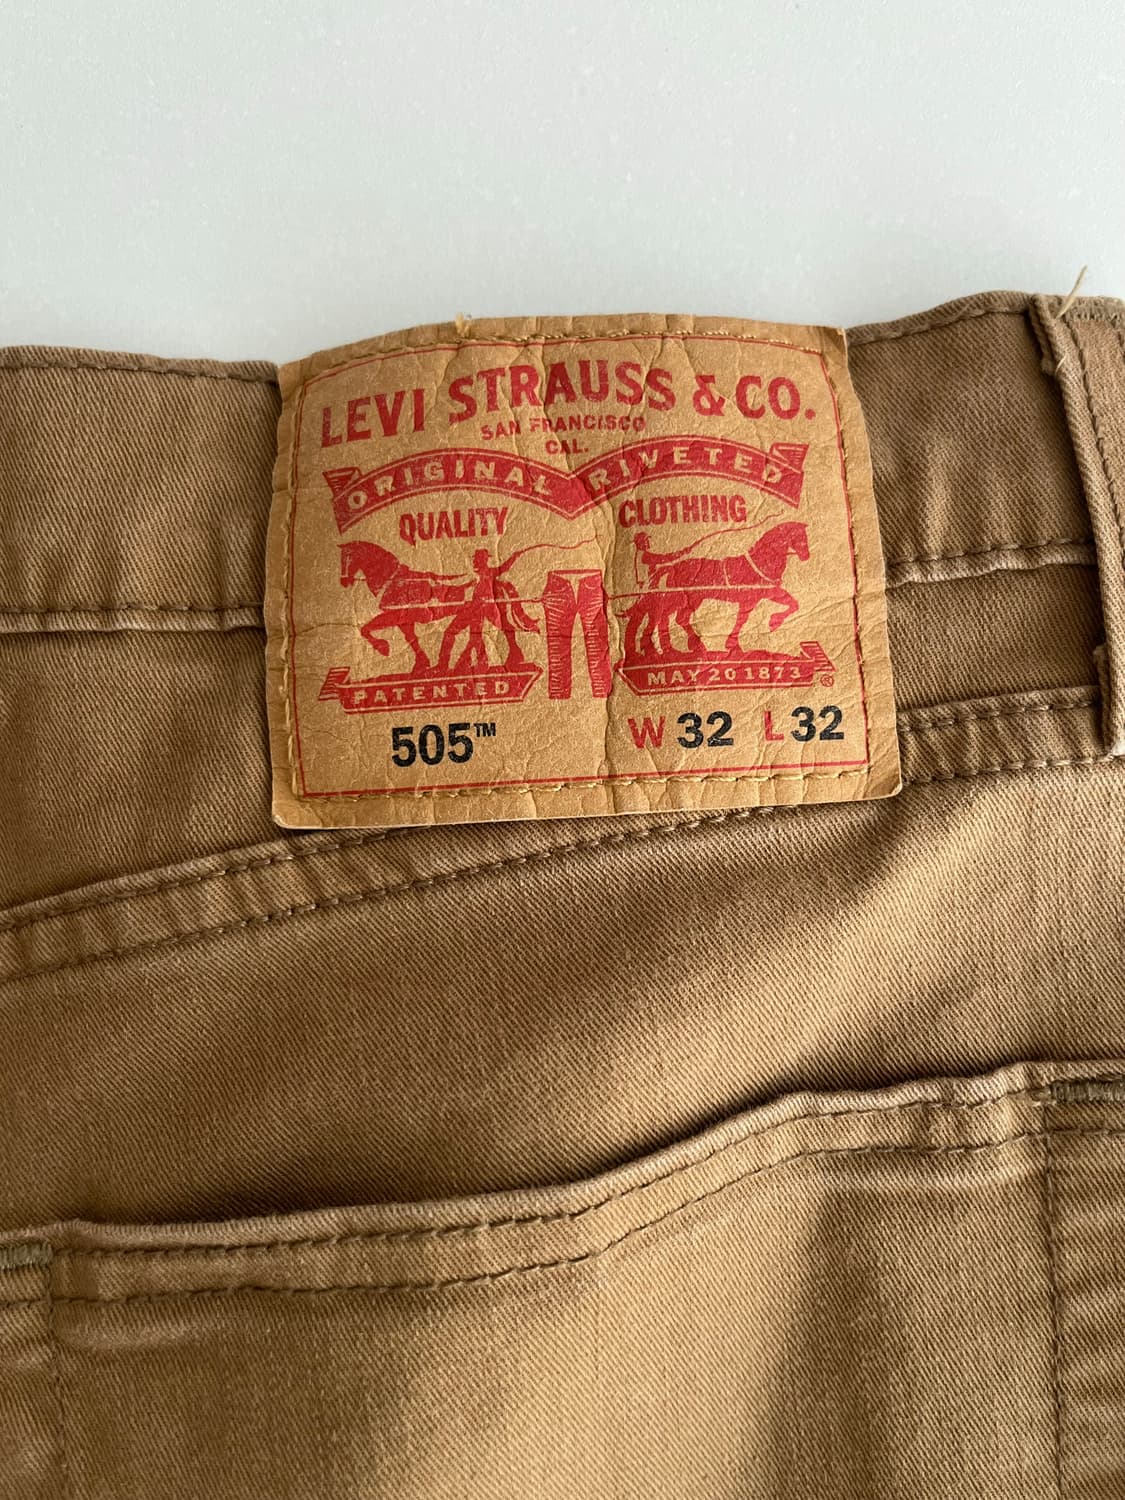 LEVI STRAUSS & CO.
SAN FRANCISCO
CAL.
ORIGINAL RIVETED
QUALITY CLOTHING
PATENTED MAY 20 1873 ®
505™ W 32 L 32